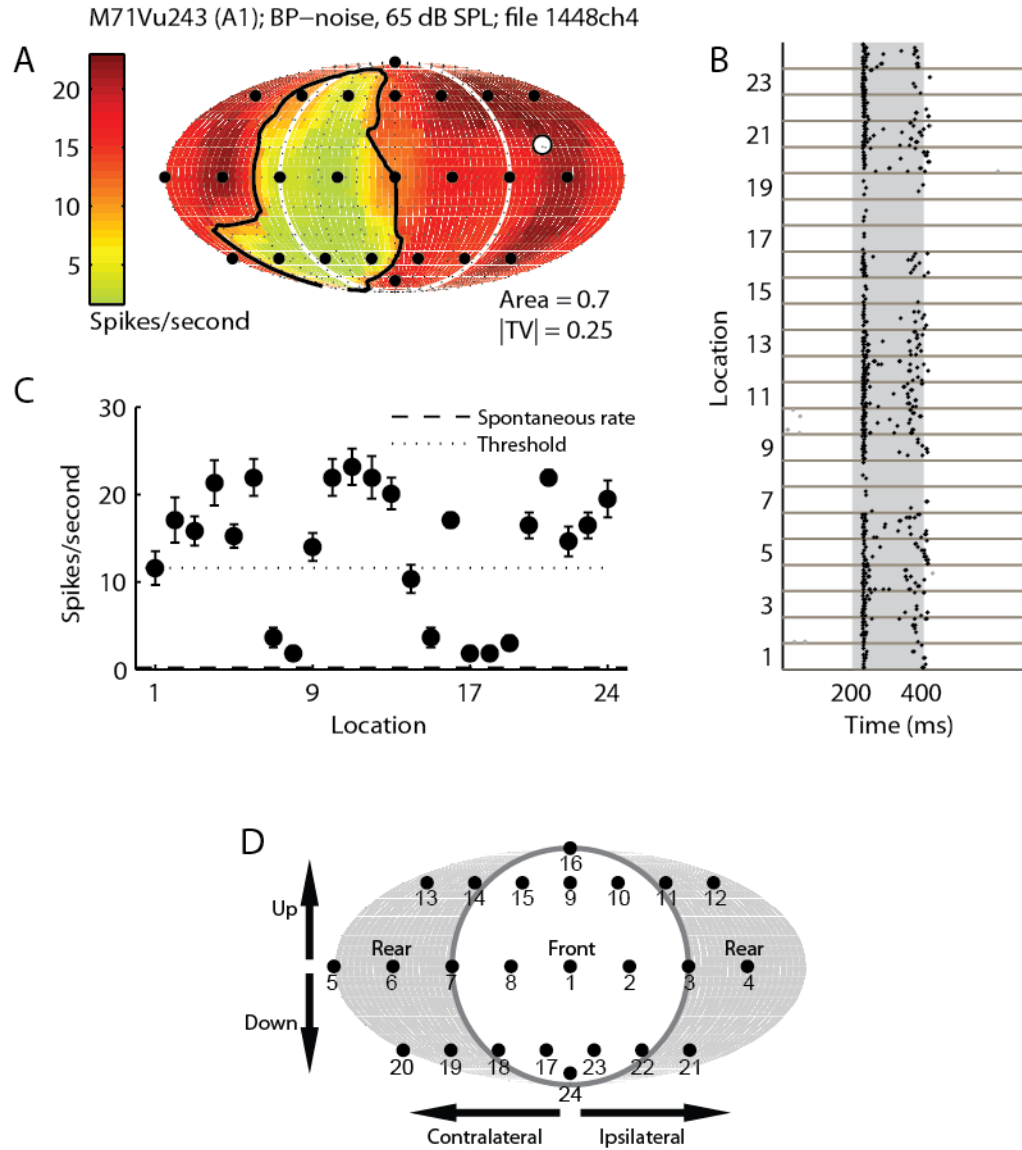 M71Vu243 (A1); BP−noise, 65 dB SPL; file 1448ch4
A
20
15
10
5
Spikes/second
Area = 0.7
|TV| = 0.25
B
23
21
19
17
15
13
11
9
7
5
3
1
Location
200 400
Time (ms)
C
30
20
10
0
Spikes/second
Spontaneous rate
Threshold
1 9 17 24
Location
D
Up
Down
16
13 14 15 9 10 11 12
Rear Front Rear
5 6 7 8 1 2 3 4
20 19 18 17 23 22 21
24
Contralateral Ipsilateral